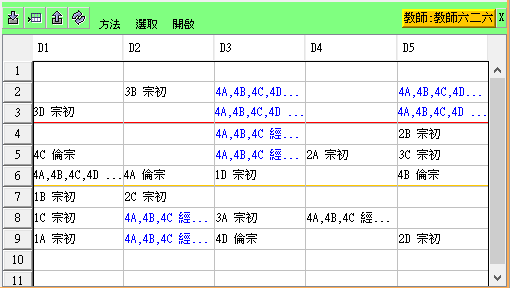 方法 選取 開啟 教師:教師六二六 X
D1 D2 D3 D4 D5
1
2 3B 宗初 4A,4B,4C,4D... 4A,4B,4C,4D...
3 3D 宗初 4A,4B,4C,4D ... 4A,4B,4C,4D ...
4 4A,4B,4C 經... 2B 宗初
5 4C 倫宗 4A,4B,4C 經... 2A 宗初 3C 宗初
6 4A,4B,4C,4D ... 4A 倫宗 1D 宗初 4B 倫宗
7 1B 宗初 2C 宗初
8 1C 宗初 4A,4B,4C 經... 3A 宗初 4A,4B,4C 經...
9 1A 宗初 4A,4B,4C 經... 4D 倫宗 2D 宗初
10
11